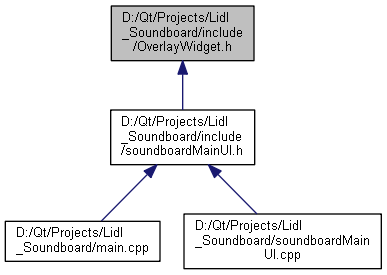 D:/Qt/Projects/Lidl
_Soundboard/include
/OverlayWidget.h
D:/Qt/Projects/Lidl
_Soundboard/include
/soundboardMainUI.h
D:/Qt/Projects/Lidl
_Soundboard/main.cpp
D:/Qt/Projects/Lidl
_Soundboard/soundboardMain
UI.cpp